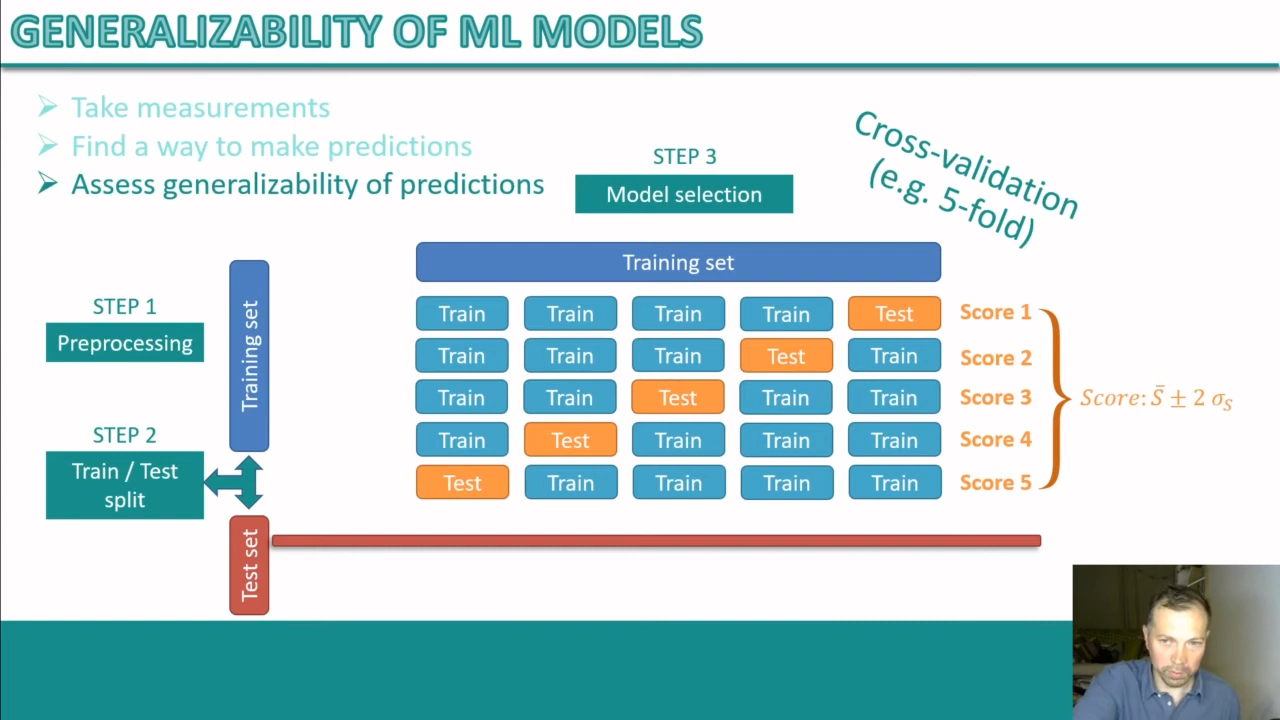 GENERALIZABILITY OF ML MODELS
Take measurements
Find a way to make predictions
Assess generalizability of predictions
STEP 3
Model selection
Cross-validation
(e.g. 5-fold)
STEP 1
Preprocessing
STEP 2
Train / Test
split
Training set
Test set
Training set
Train Train Train Train Test Score 1
Train Train Train Test Train Score 2
Train Train Test Train Train Score 3
Train Test Train Train Train Score 4
Test Train Train Train Train Score 5
Score: S̄ ± 2 σ_S